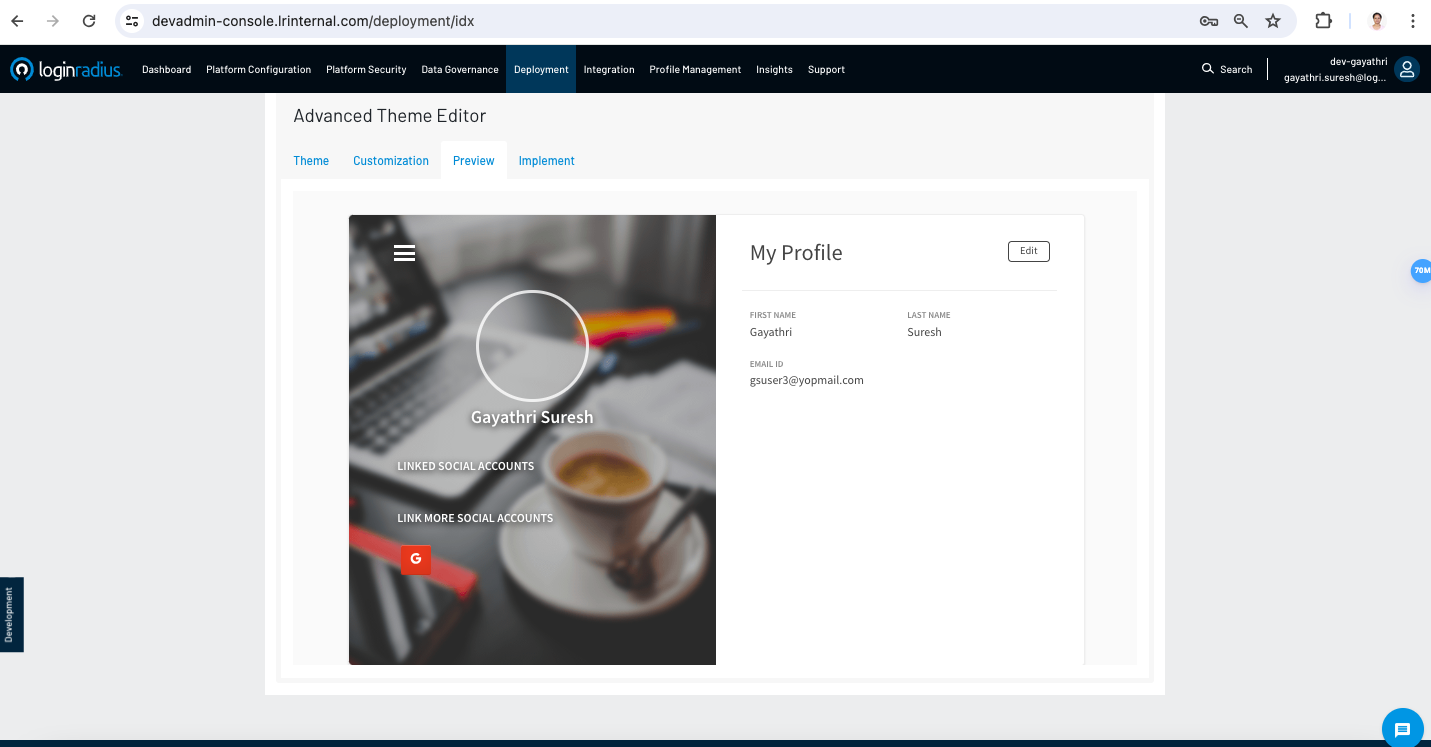 devadmin-console.lrinternal.com/deployment/idx
loginradius
Dashboard Platform Configuration Platform Security Data Governance Deployment Integration Profile Management Insights Support
Search
dev-gayathri
gayathri.suresh@log...
Advanced Theme Editor
Theme Customization Preview Implement
My Profile
Edit
FIRST NAME LAST NAME
Gayathri Suresh
EMAIL ID
gsuser3@yopmail.com
Gayathri Suresh
LINKED SOCIAL ACCOUNTS
LINK MORE SOCIAL ACCOUNTS
G
70M
Development